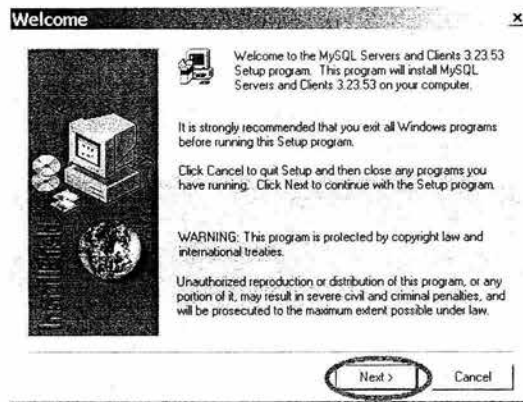 Welcome
Welcome to the MySQL Servers and Clients 3.23.53
Setup program. This program will install MySQL
Servers and Clients 3.23.53 on your computer.
It is strongly recommended that you exit all Windows programs
before running this Setup program.
Click Cancel to quit Setup and then close any programs you
have running. Click Next to continue with the Setup program.
WARNING: This program is protected by copyright law and
international treaties.
Unauthorized reproduction or distribution of this program, or any
portion of it, may result in severe civil and criminal penalties, and
will be prosecuted to the maximum extent possible under law.
InstallShield
Next >
Cancel